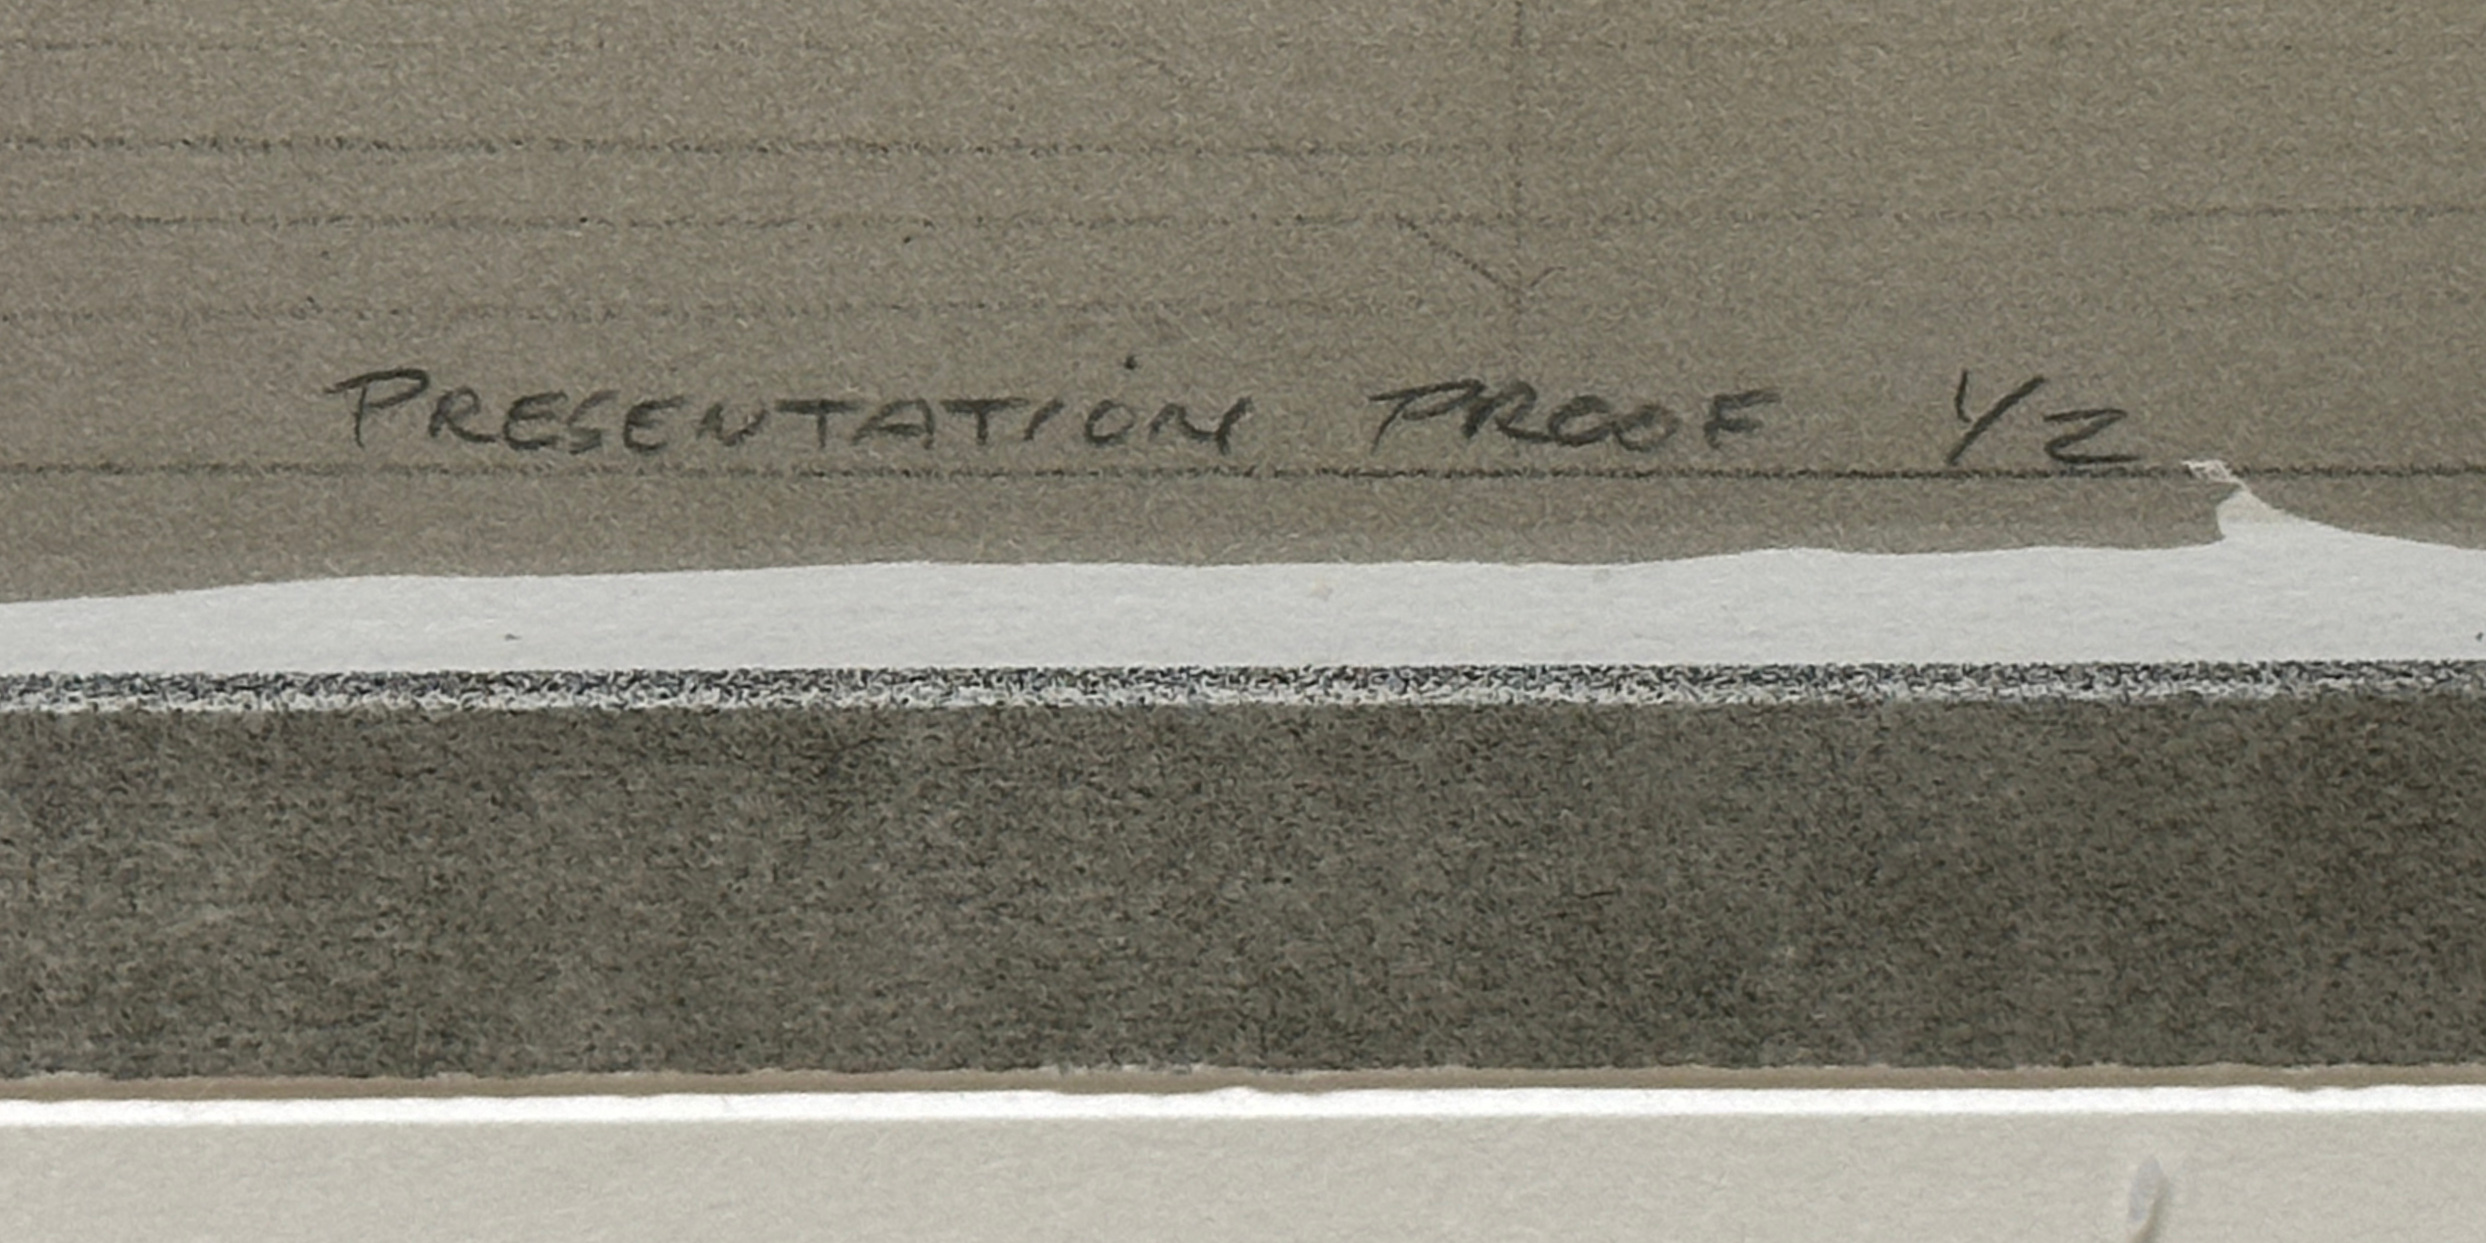 PRESENTATION PROOF 1/2